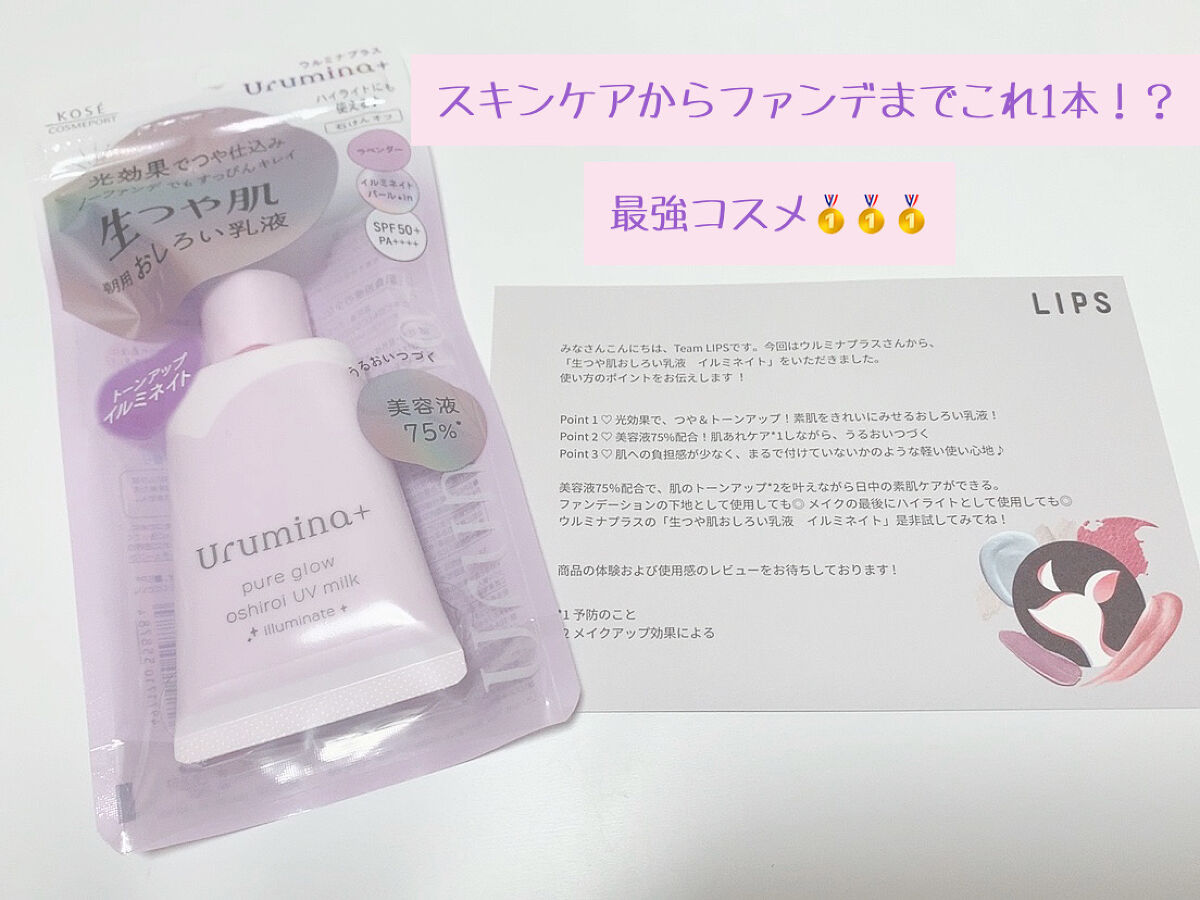 スキンケアからファンデまでこれ1本！？
最強コスメ🥇🥇🥇
KOSÉ
COSMEPORT
ウルミナプラス
Urumina+
ハイライトにも
使える!
石けんオフ
ラベンダー
イルミネイト
パール*in
SPF50+
PA++++
光効果でつや仕込み
ノーファンデでもすっぴんキレイ
生つや肌
朝用おしろい乳液
トーンアップ
イルミネイト
うるおいつづく
美容液
75%*
Urumina+
pure glow
oshiroi UV milk
illuminate
LIPS
みなさんこんにちは、Team LIPSです。今回はウルミナプラスさんから、
「生つや肌おしろい乳液　イルミネイト」をいただきました。
使い方のポイントをお伝えします！
Point 1 ♡ 光効果で、つや＆トーンアップ！素肌をきれいにみせるおしろい乳液！
Point 2 ♡ 美容液75%配合！肌あれケア*1しながら、うるおいつづく
Point 3 ♡ 肌への負担感が少なく、まるで付けていないかのような軽い使い心地♪
美容液75%配合で、肌のトーンアップ*2を叶えながら日中の素肌ケアができる。
ファンデーションの下地として使用しても◎ メイクの最後にハイライトとして使用しても◎
ウルミナプラスの「生つや肌おしろい乳液　イルミネイト」是非試してみてね！
商品の体験および使用感のレビューをお待ちしております！
*1 予防のこと
*2 メイクアップ効果による